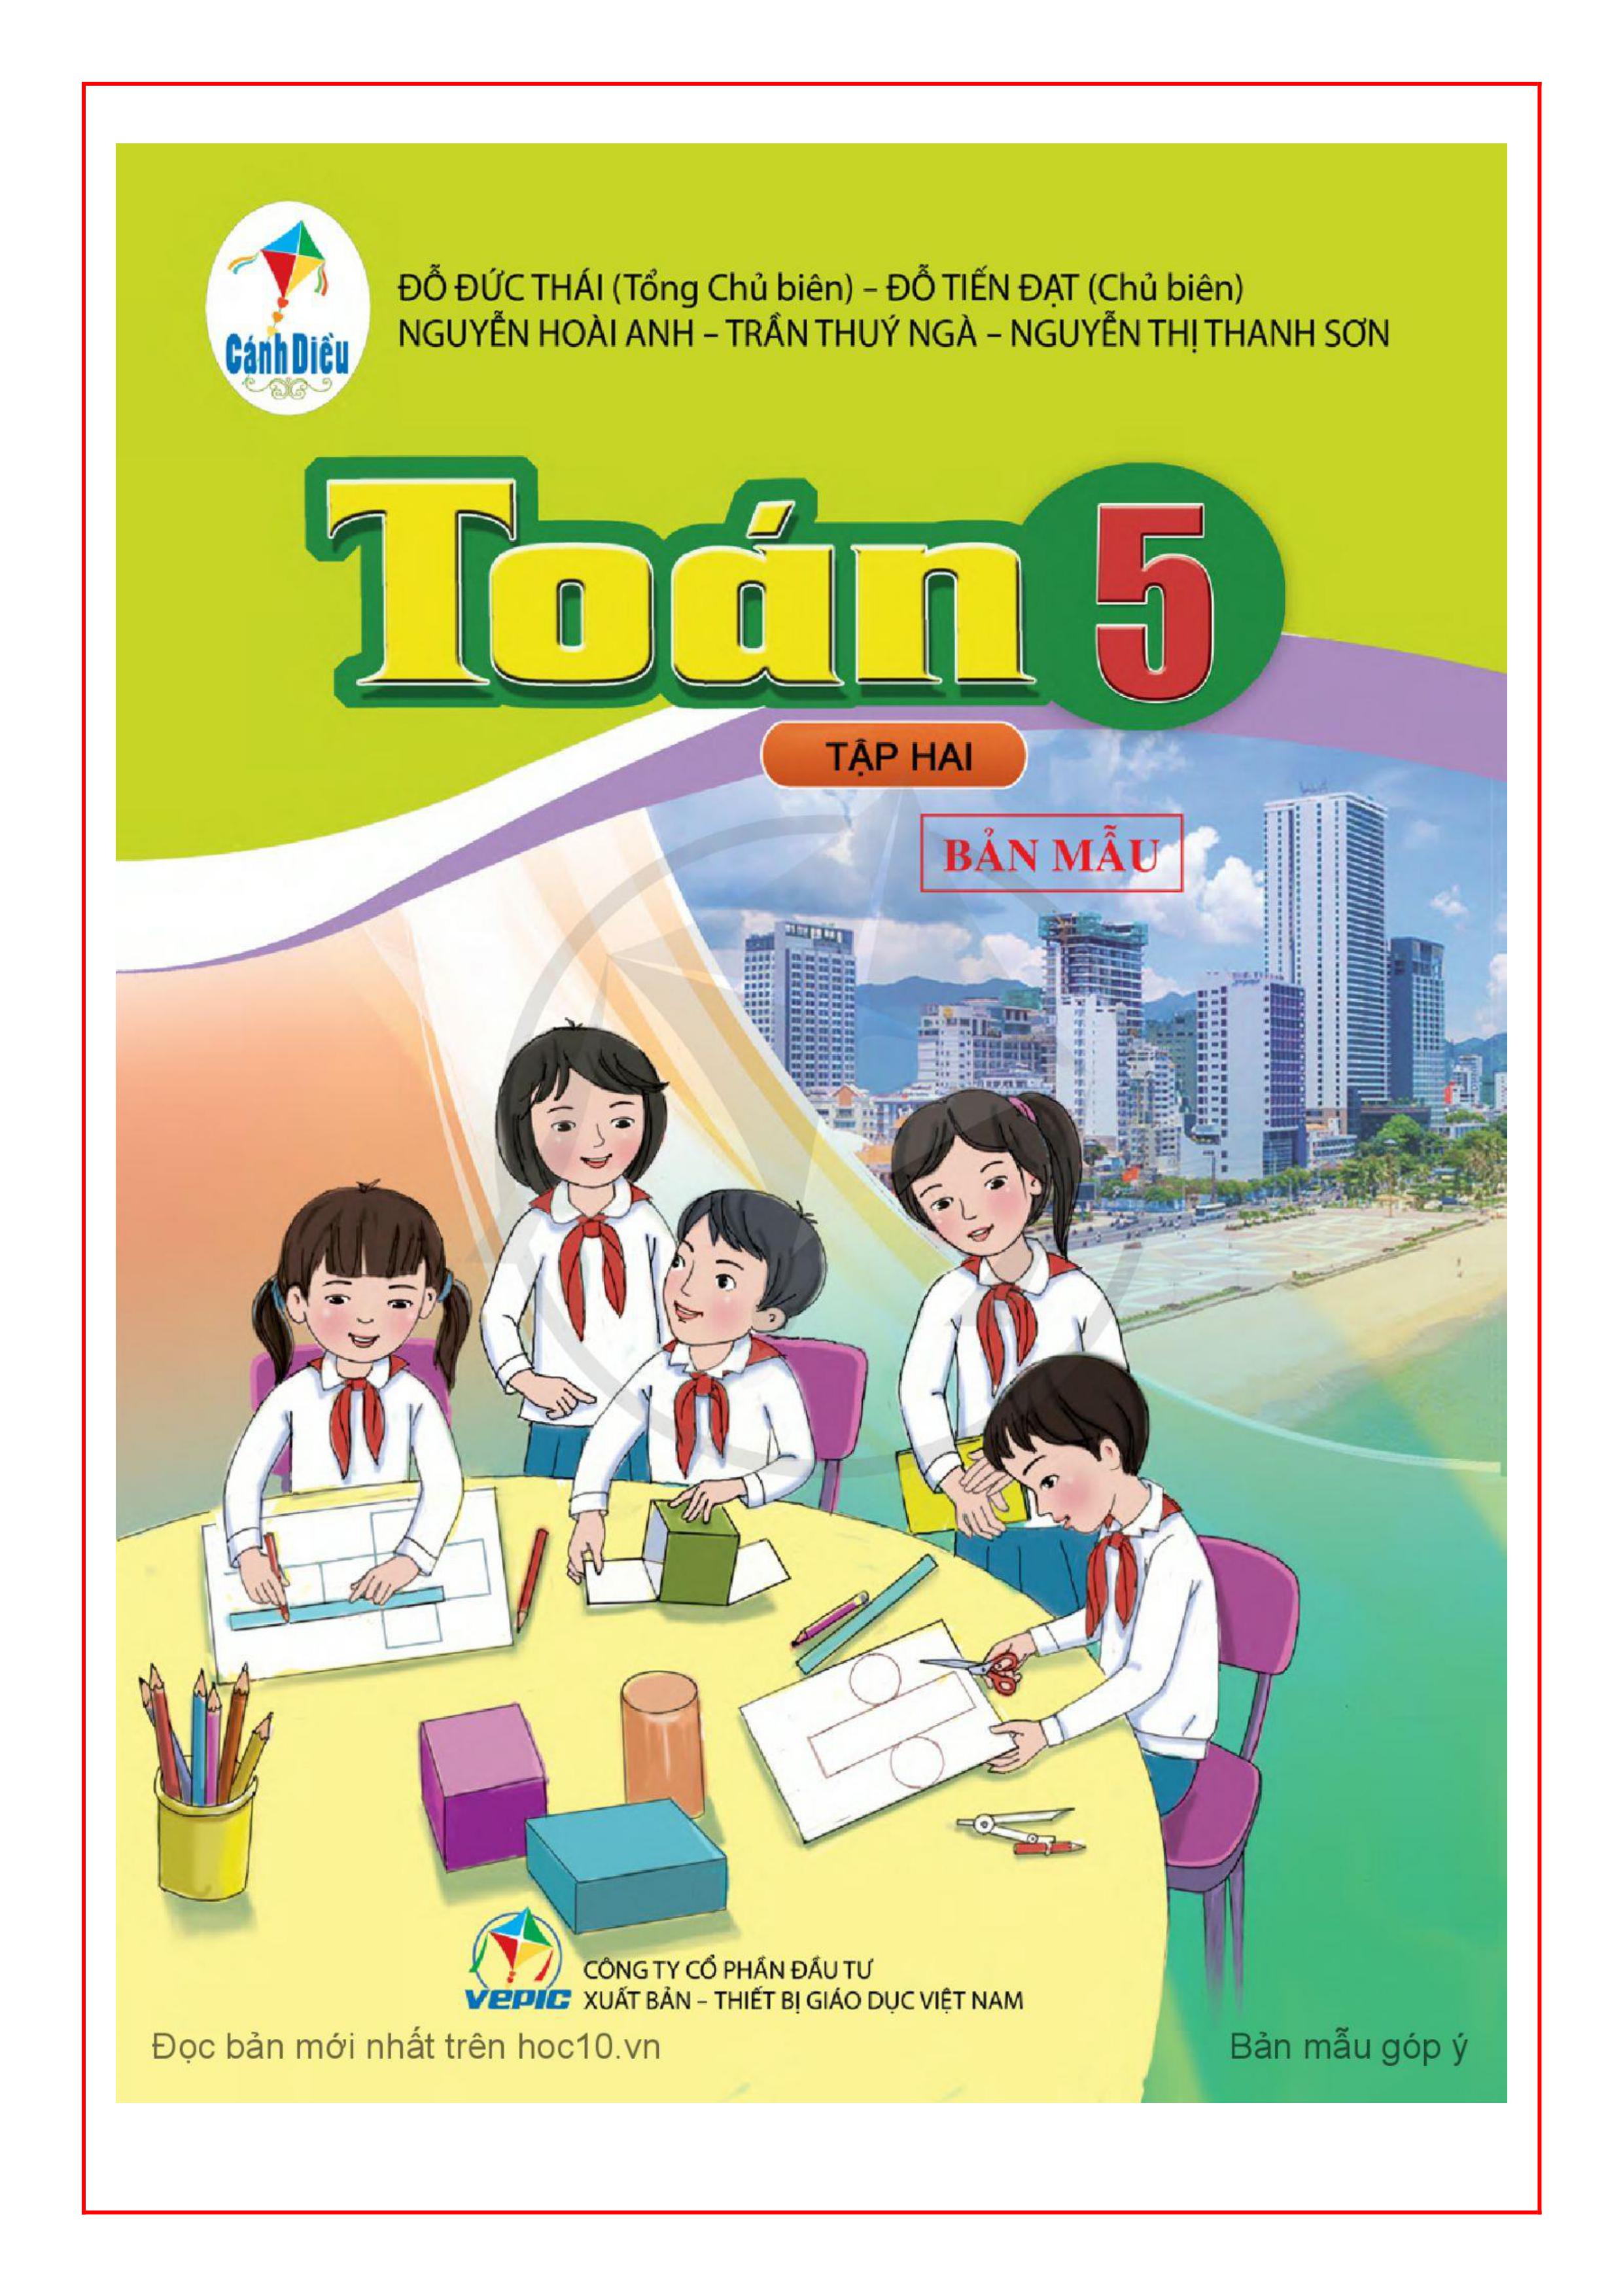 Cánh Diều
ĐỖ ĐỨC THÁI (Tổng Chủ biên) – ĐỖ TIẾN ĐẠT (Chủ biên)
NGUYỄN HOÀI ANH – TRẦN THUÝ NGÀ – NGUYỄN THỊ THANH SƠN
Toán 5
TẬP HAI
BẢN MẪU
VEPIC
CÔNG TY CỔ PHẦN ĐẦU TƯ
XUẤT BẢN – THIẾT BỊ GIÁO DỤC VIỆT NAM
Đọc bản mới nhất trên hoc10.vn
Bản mẫu góp ý